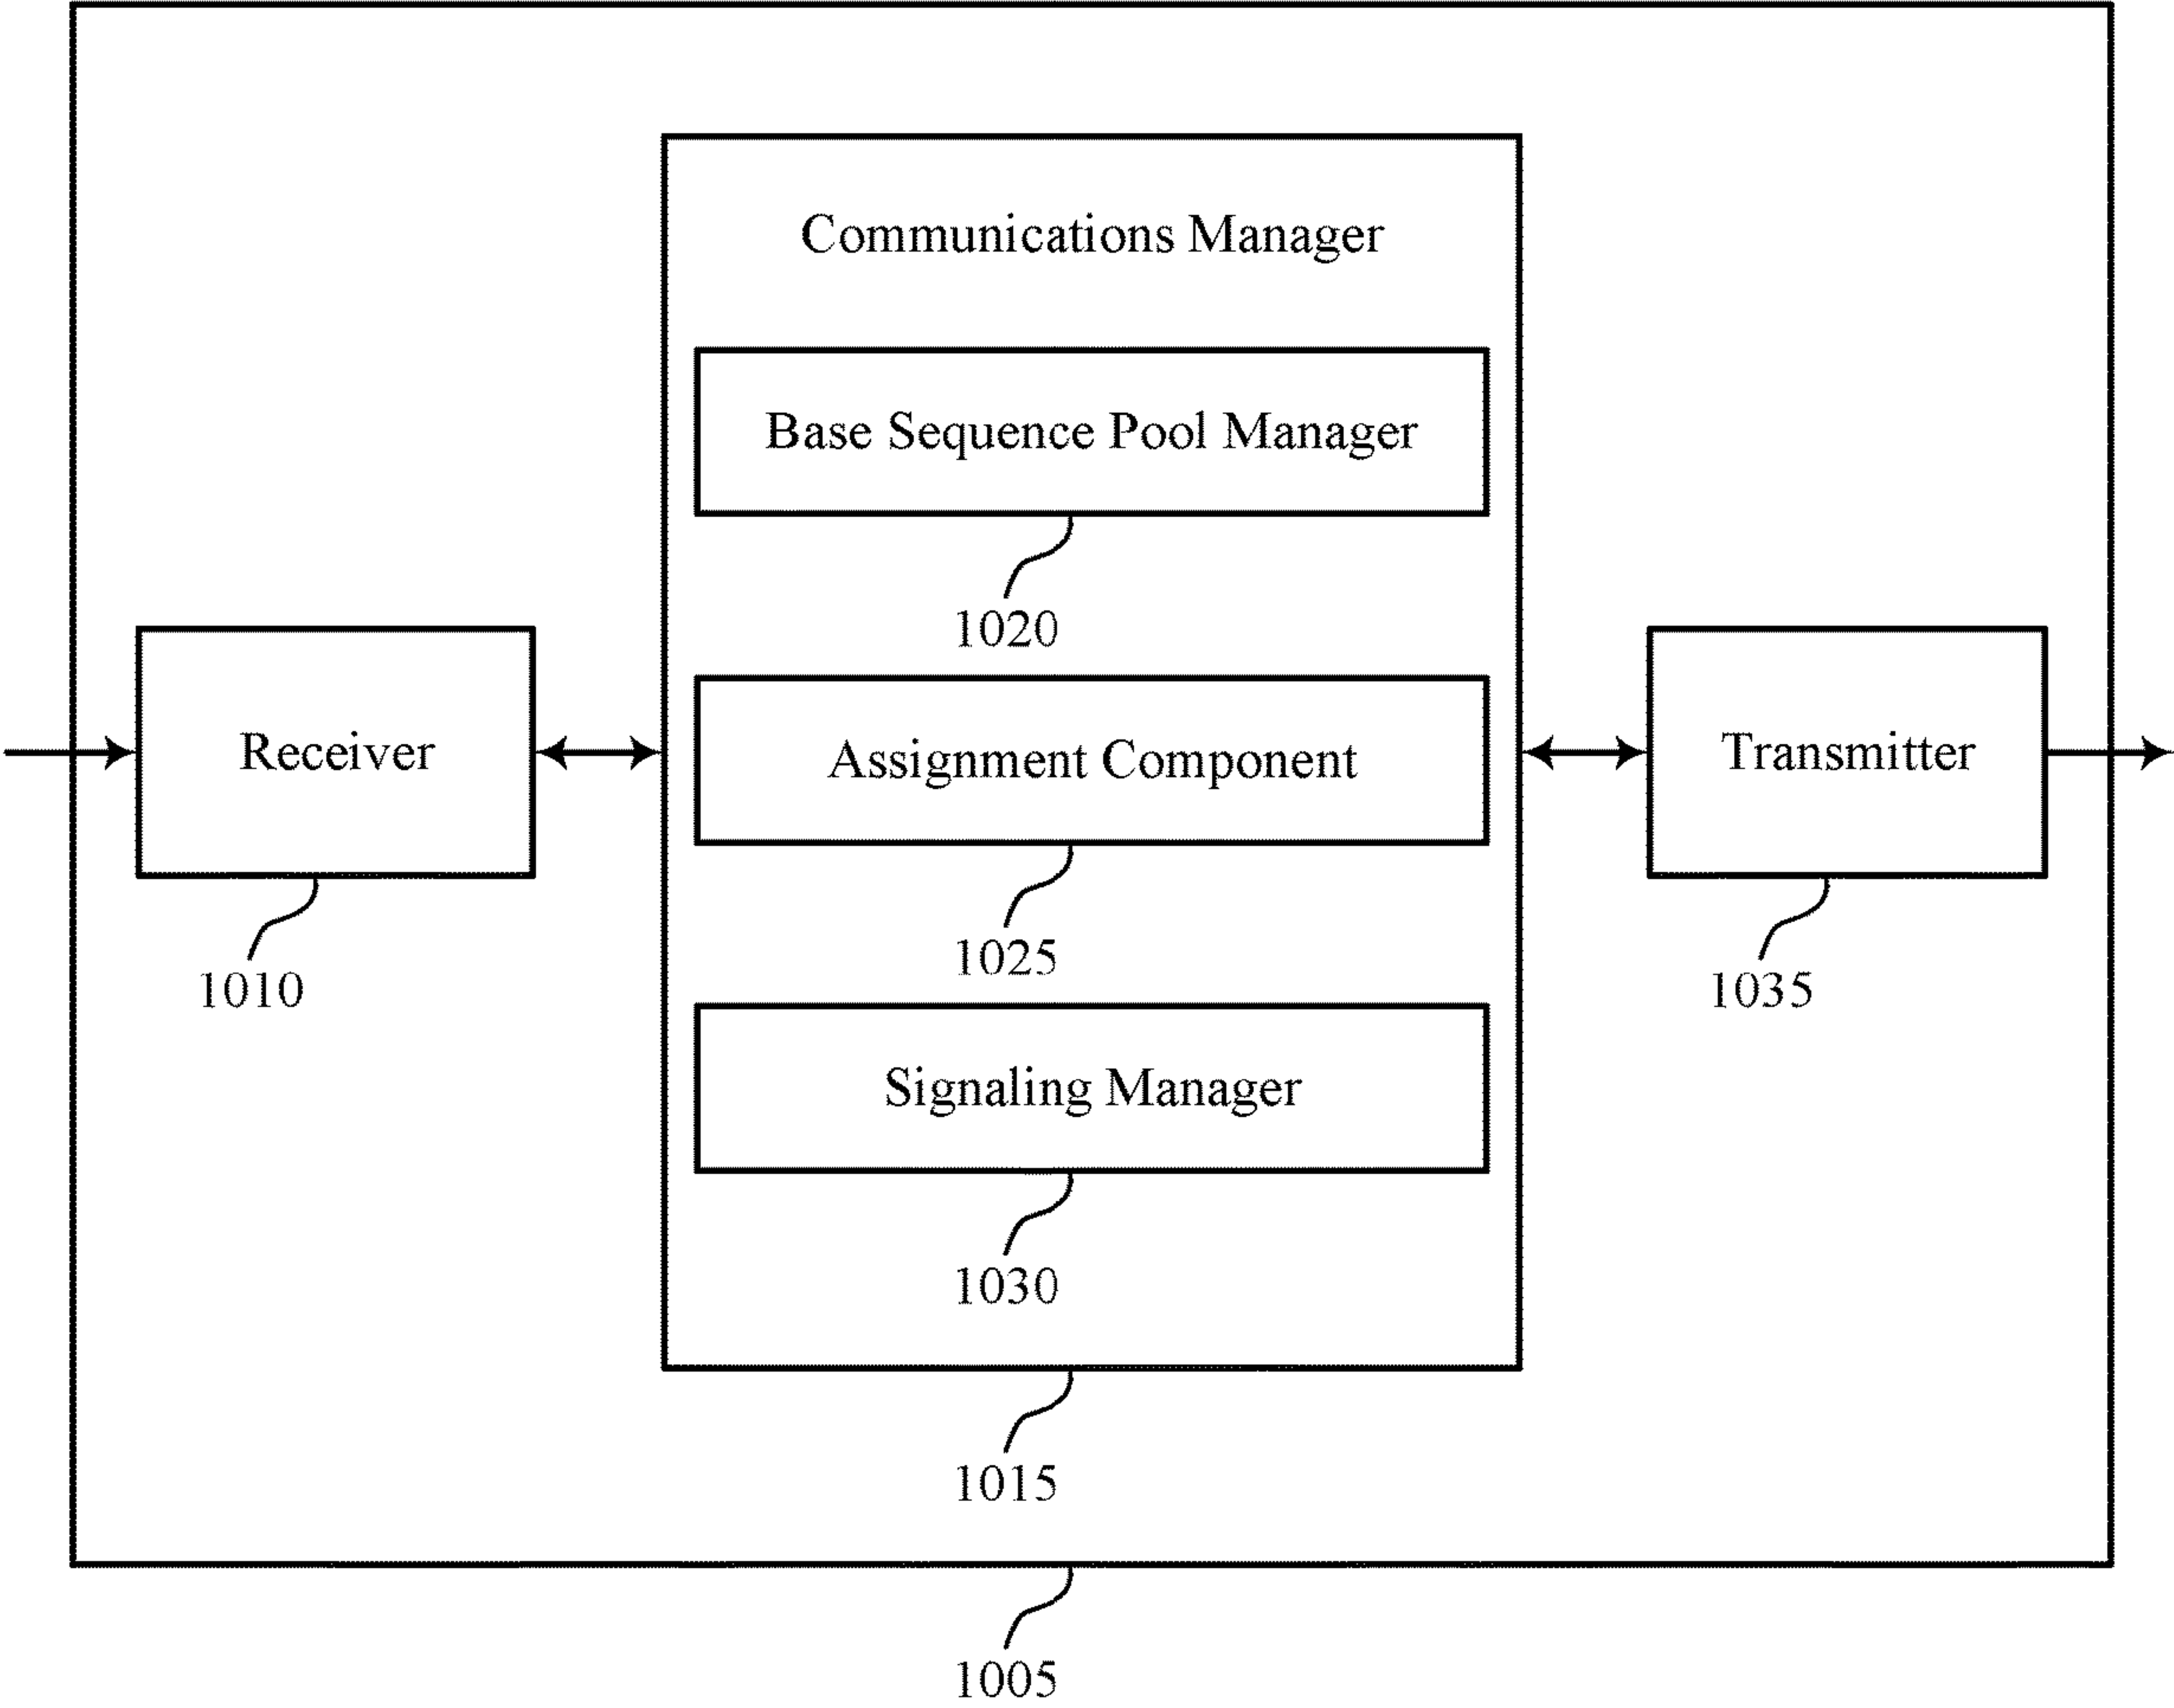 Communications Manager
Base Sequence Pool Manager
1020
Receiver
1010
Assignment Component
1025
Transmitter
1035
Signaling Manager
1030
1015
1005